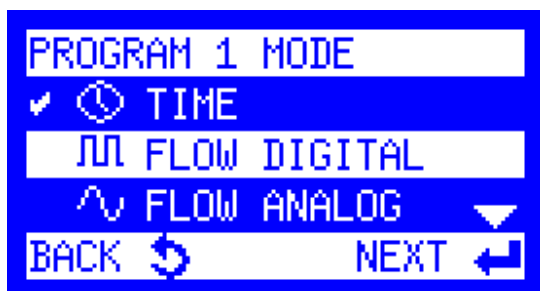 PROGRAM 1 MODE
TIME
FLOW DIGITAL
FLOW ANALOG
BACK NEXT